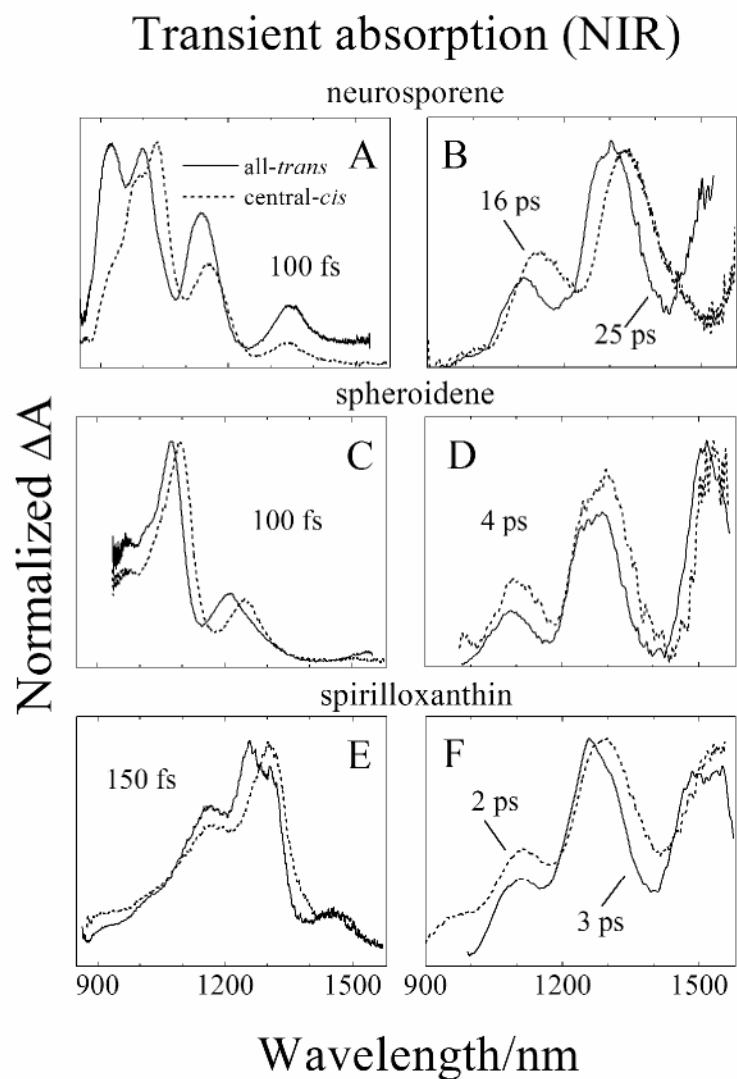 Transient absorption (NIR)
neurosporene
A
all-trans
central-cis
100 fs
B
16 ps
25 ps
spheroidene
C
100 fs
D
4 ps
spirilloxanthin
E
150 fs
F
2 ps
3 ps
900 1200 1500 900 1200 1500
Normalized ΔA
Wavelength/nm